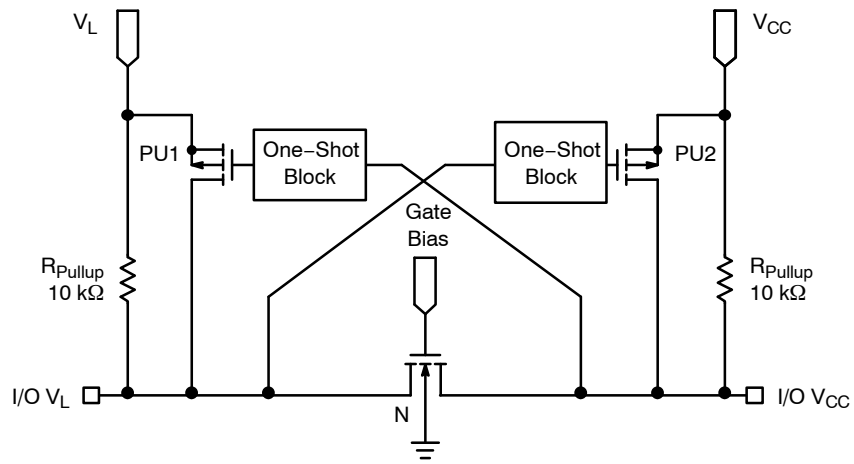 V_L
V_CC
PU1
One−Shot
Block
One−Shot
Block
PU2
Gate
Bias
R_Pullup
10 kΩ
R_Pullup
10 kΩ
I/O V_L
N
I/O V_CC